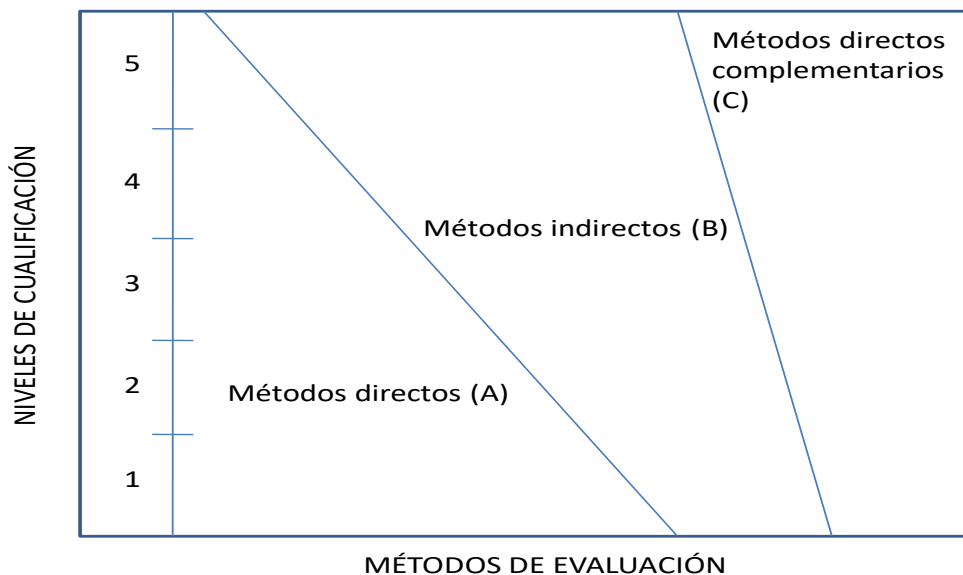 NIVELES DE CUALIFICACIÓN
5
4
3
2
1
Métodos directos
complementarios
(C)
Métodos indirectos (B)
Métodos directos (A)
MÉTODOS DE EVALUACIÓN